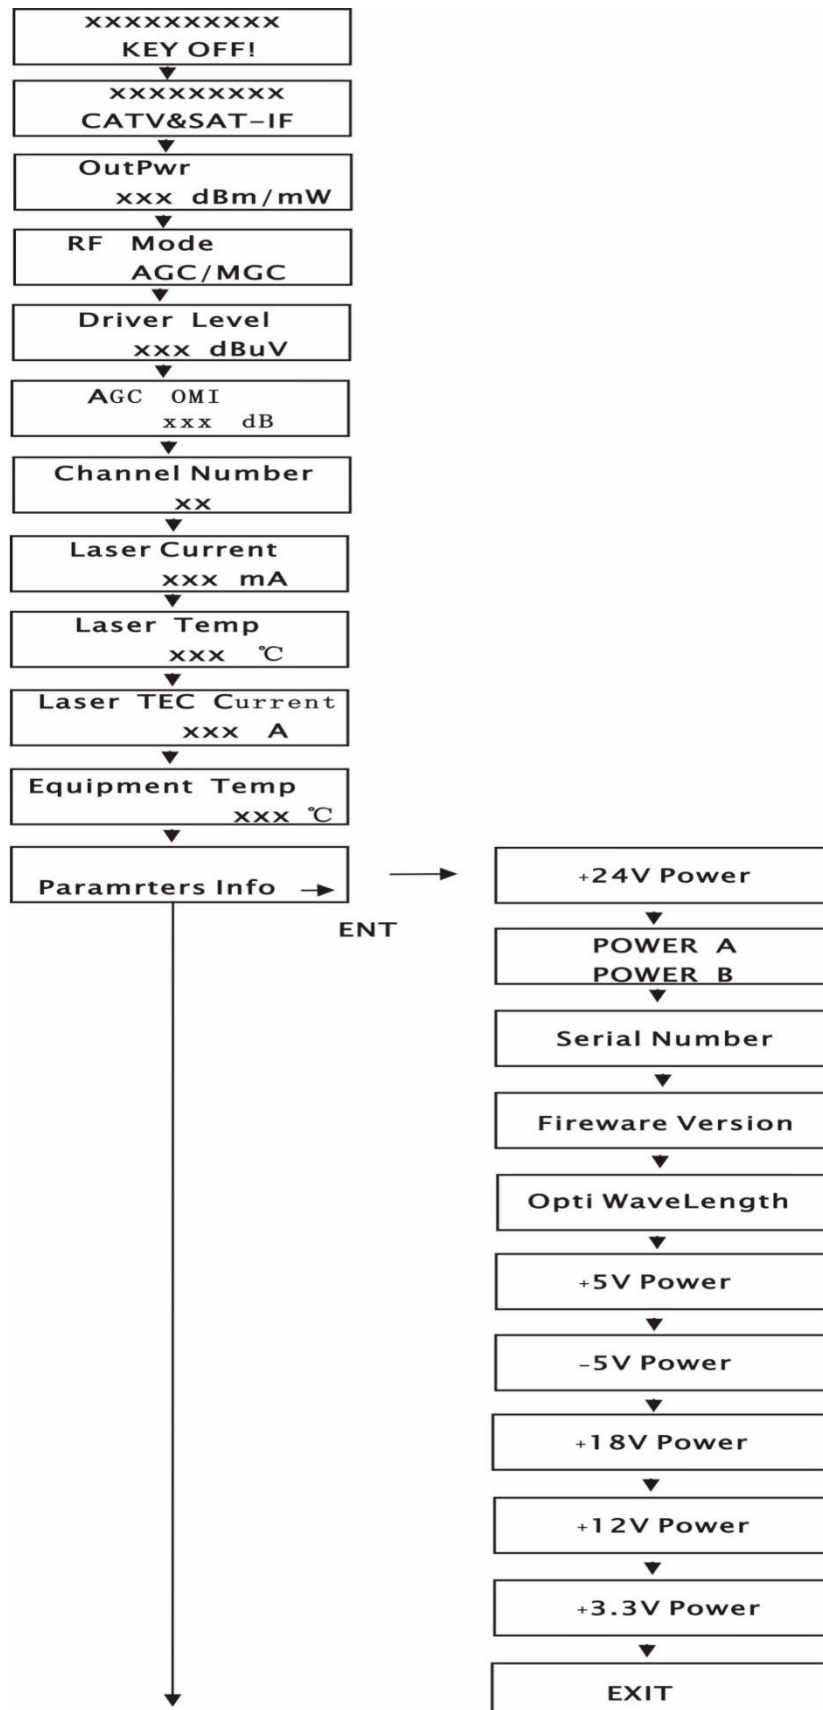 xxxxxxxxxx
KEY OFF!
xxxxxxxxx
CATV&SAT-IF
OutPwr
xxx dBm/mW
RF Mode
AGC/MGC
Driver Level
xxx dBuV
AGC OMI
xxx dB
Channel Number
xx
Laser Current
xxx mA
Laser Temp
xxx ℃
Laser TEC Current
xxx A
Equipment Temp
xxx ℃
Paramrters Info
ENT
+24V Power
POWER A
POWER B
Serial Number
Fireware Version
Opti WaveLength
+5V Power
-5V Power
+18V Power
+12V Power
+3.3V Power
EXIT